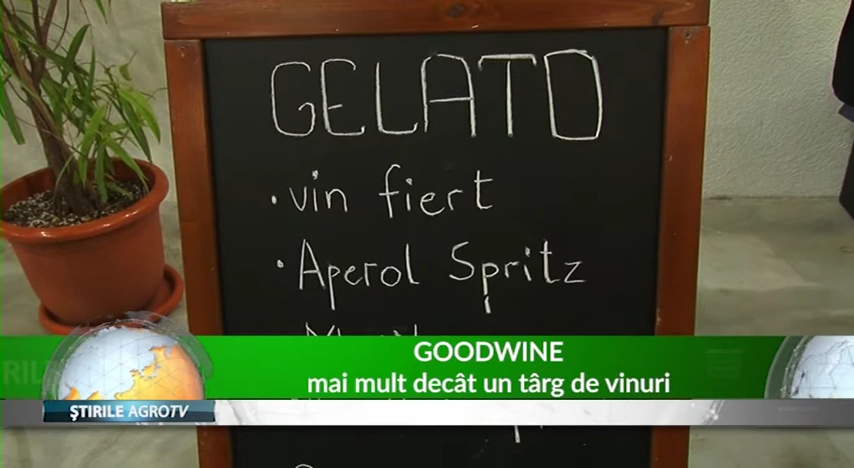 GELATO
· vin fiert
· Aperol Spritz
GOODWINE
mai mult decât un târg de vinuri
ȘTIRILE AGROTV